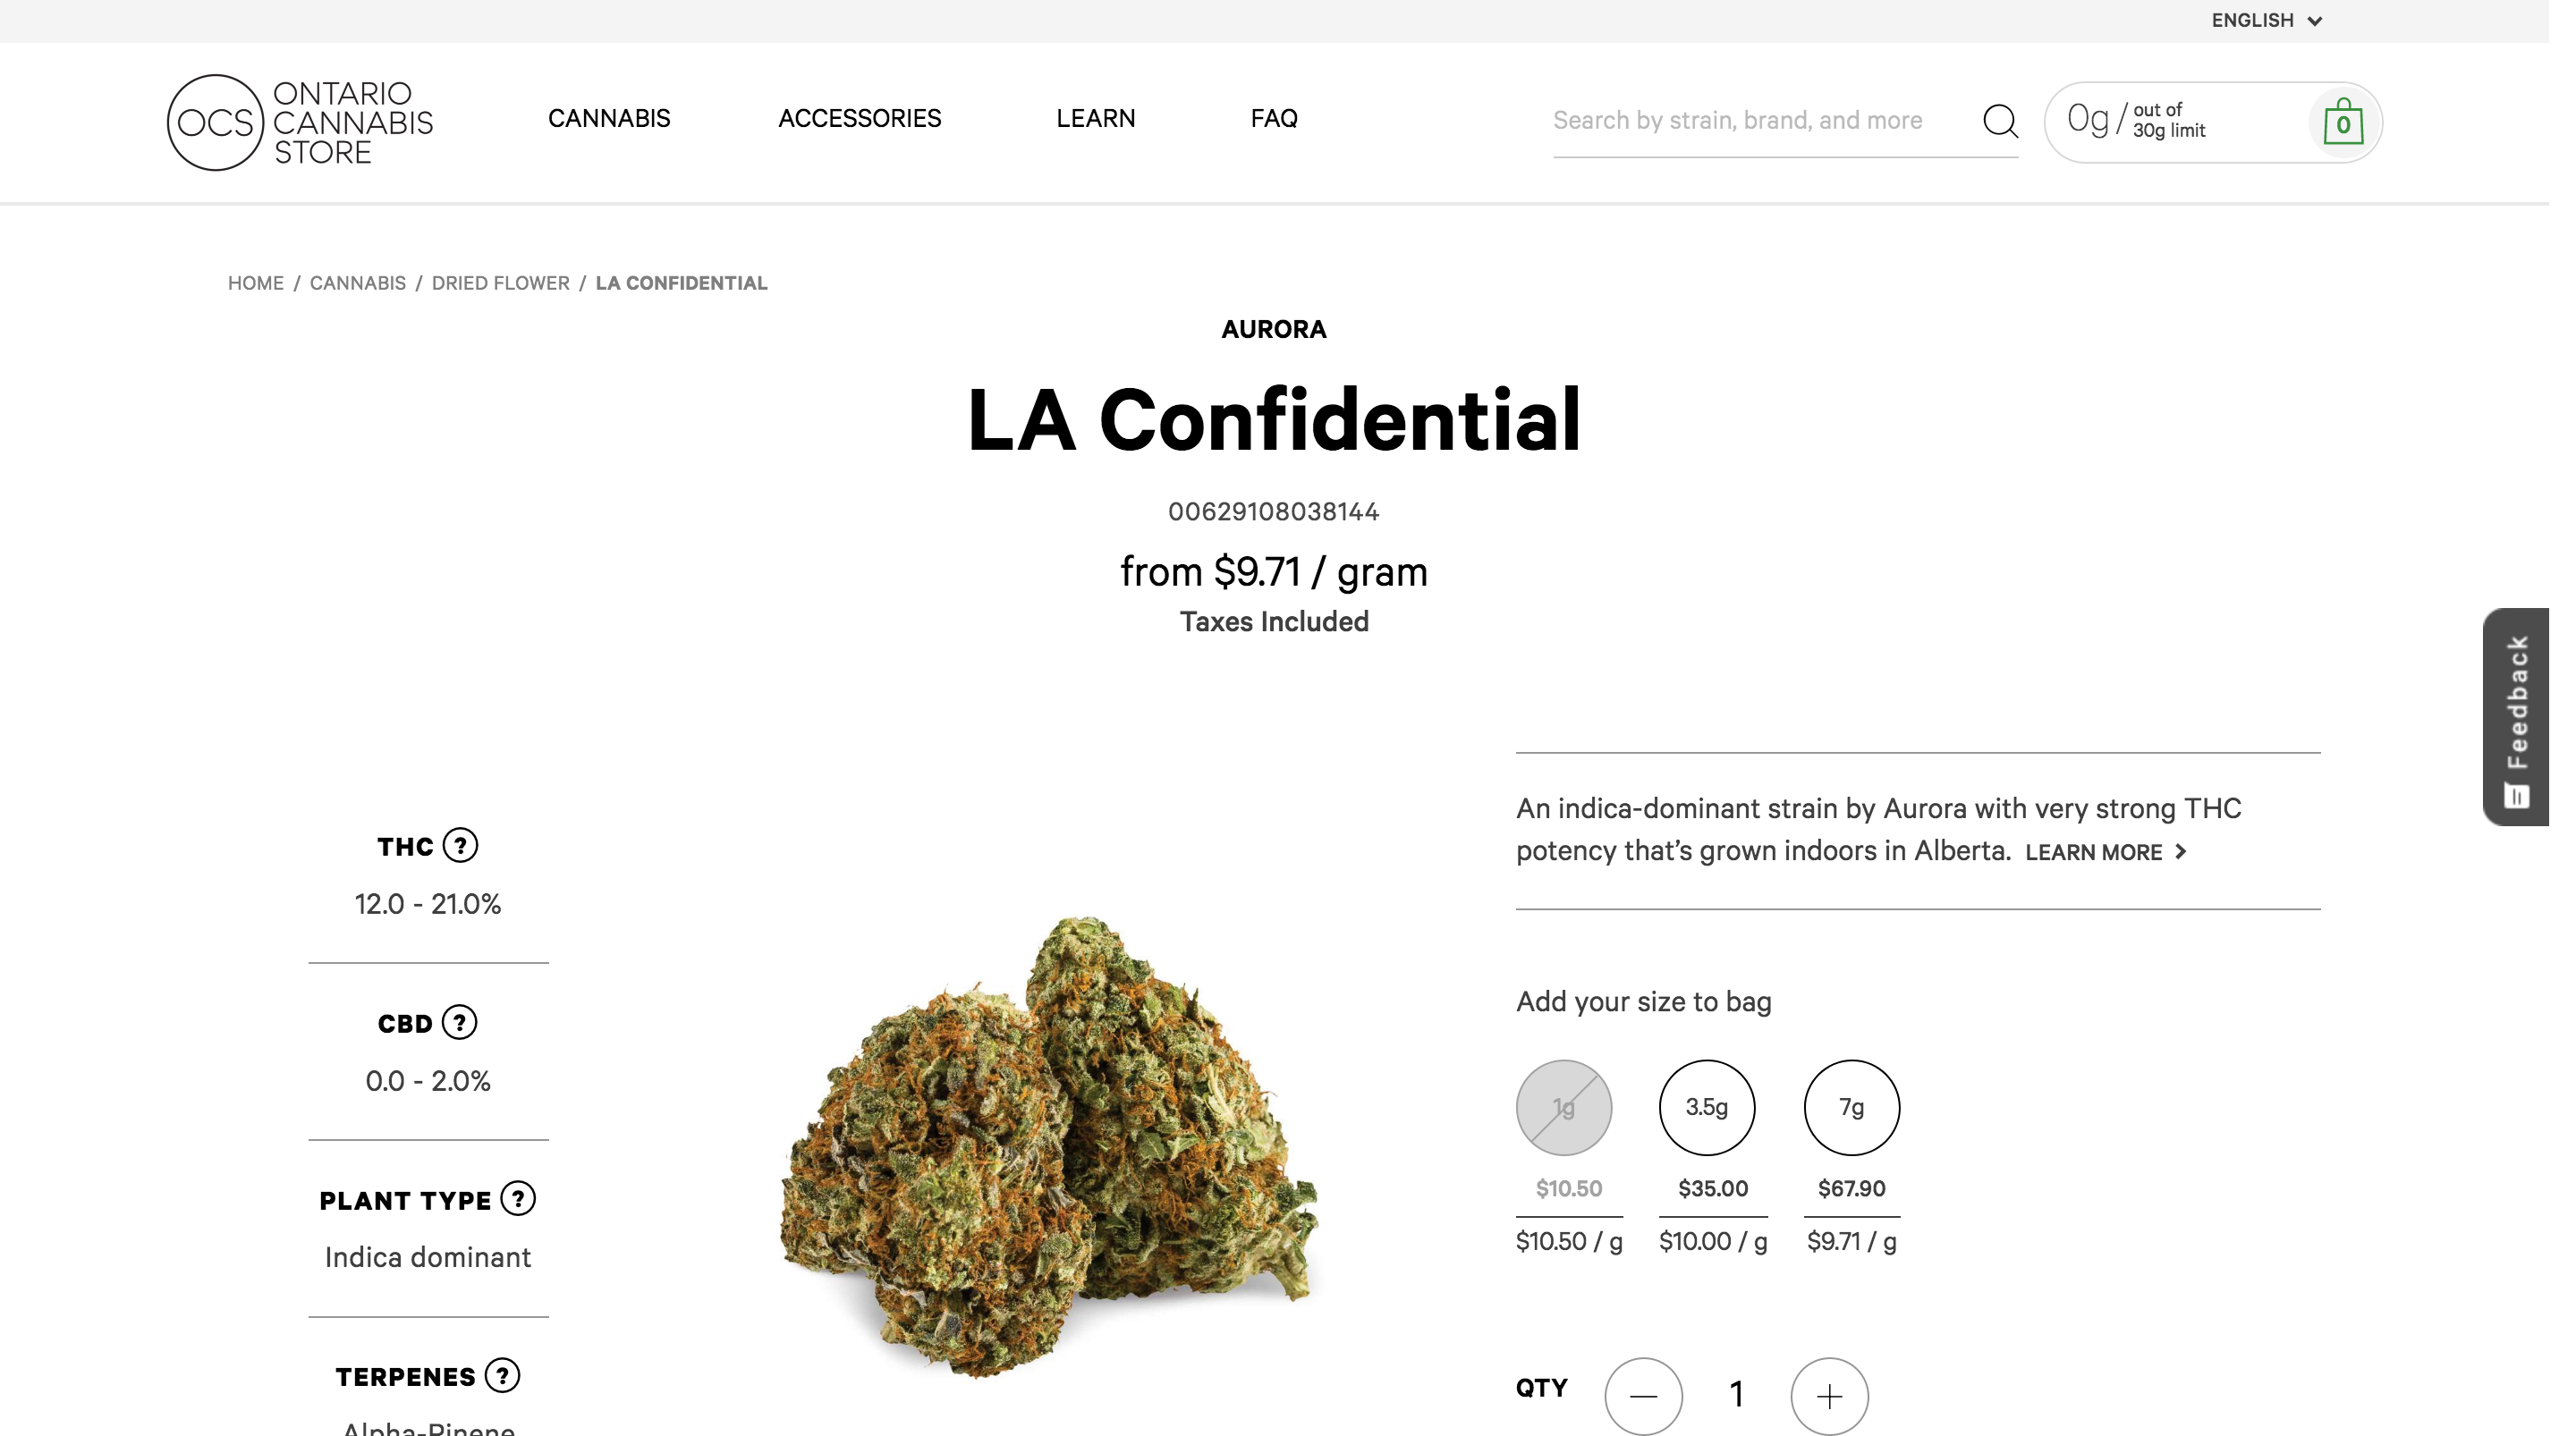 ENGLISH
OCS ONTARIO
CANNABIS
STORE
CANNABIS
ACCESSORIES
LEARN
FAQ
Search by strain, brand, and more
0g / out of
30g limit
0
HOME / CANNABIS / DRIED FLOWER / LA CONFIDENTIAL
AURORA
LA Confidential
00629108038144
from $9.71 / gram
Taxes Included
Feedback
THC ?
12.0 - 21.0%
CBD ?
0.0 - 2.0%
PLANT TYPE ?
Indica dominant
TERPENES ?
Alpha-Pinene
An indica-dominant strain by Aurora with very strong THC
potency that’s grown indoors in Alberta. LEARN MORE
Add your size to bag
1g 3.5g 7g
$10.50 $35.00 $67.90
$10.50 / g $10.00 / g $9.71 / g
QTY — 1 +